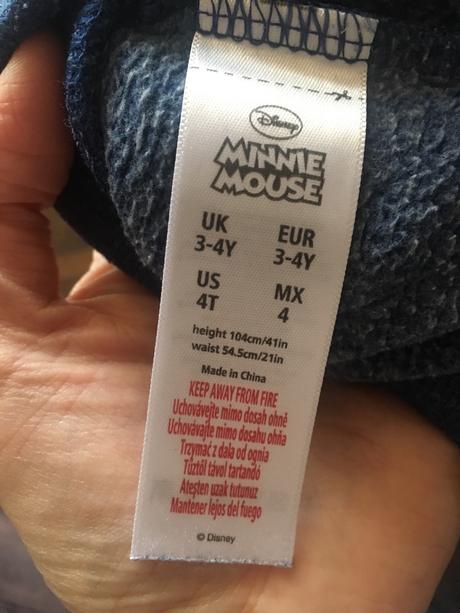 Disney
MINNIE
MOUSE
UK EUR
3-4Y 3-4Y
US MX
4T 4
height 104cm/41in
waist 54.5cm/21in
Made in China
KEEP AWAY FROM FIRE
Uchovávejte mimo dosah ohně
Uchovávajte mimo dosahu ohňa
Trzymać z dala od ognia
Tűztől távol tartandó
Ateşten uzak tutunuz
Mantener lejos del fuego
© Disney